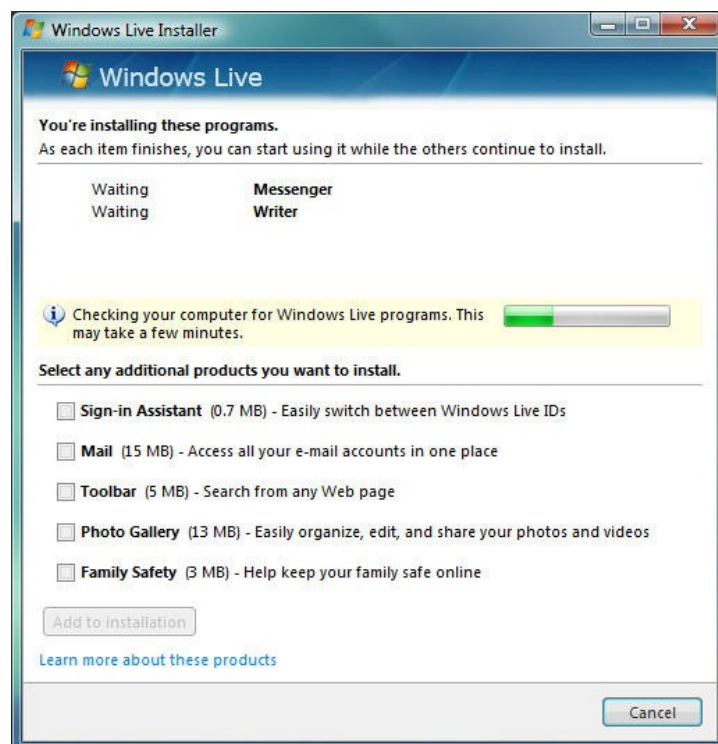 Windows Live Installer
Windows Live
You're installing these programs.
As each item finishes, you can start using it while the others continue to install.
Waiting Messenger
Waiting Writer
Checking your computer for Windows Live programs. This
may take a few minutes.
Select any additional products you want to install.
Sign-in Assistant (0.7 MB) - Easily switch between Windows Live IDs
Mail (15 MB) - Access all your e-mail accounts in one place
Toolbar (5 MB) - Search from any Web page
Photo Gallery (13 MB) - Easily organize, edit, and share your photos and videos
Family Safety (3 MB) - Help keep your family safe online
Add to installation
Learn more about these products
Cancel